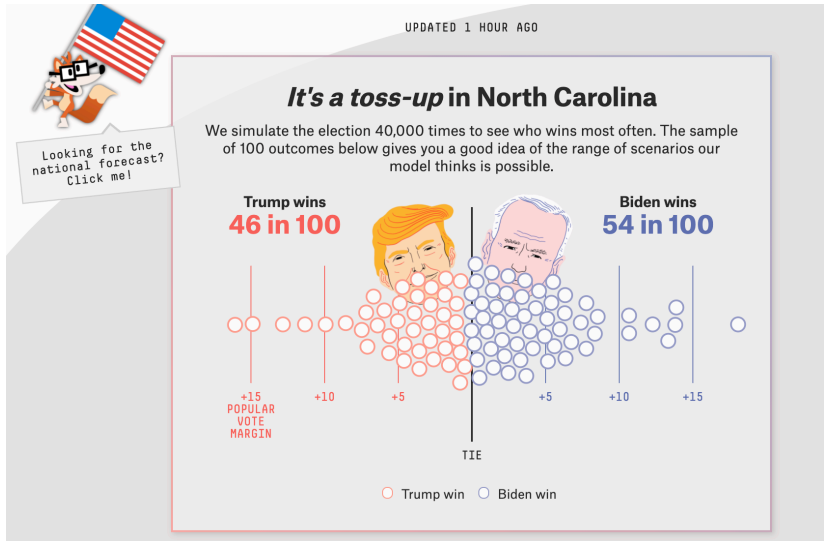 UPDATED 1 HOUR AGO
Looking for the
national forecast?
Click me!
It's a toss-up in North Carolina
We simulate the election 40,000 times to see who wins most often. The sample
of 100 outcomes below gives you a good idea of the range of scenarios our
model thinks is possible.
Trump wins
46 in 100
Biden wins
54 in 100
+15
POPULAR
VOTE
MARGIN
+10
+5
+5
+10
+15
TIE
Trump win
Biden win